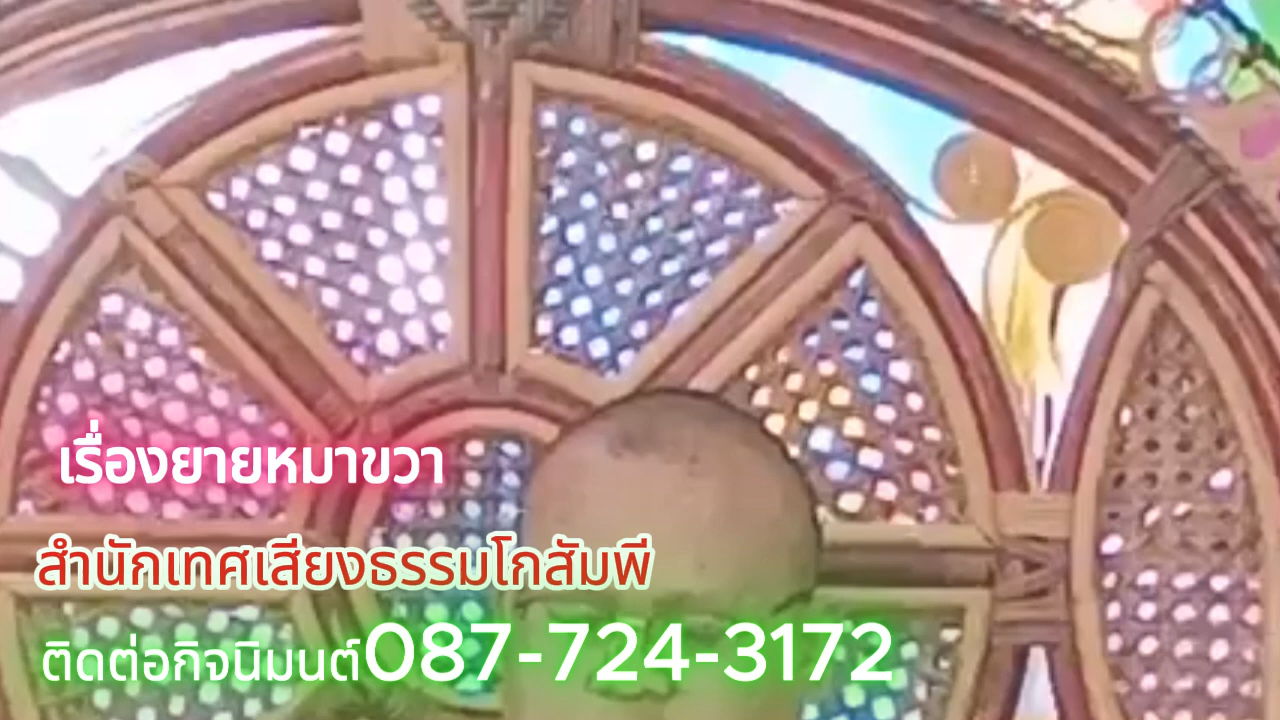 เรื่องยายหมาขวา
สำนักเทศเสียงธรรมโกสัมพี
ติดต่อกิจนิมนต์087-724-3172